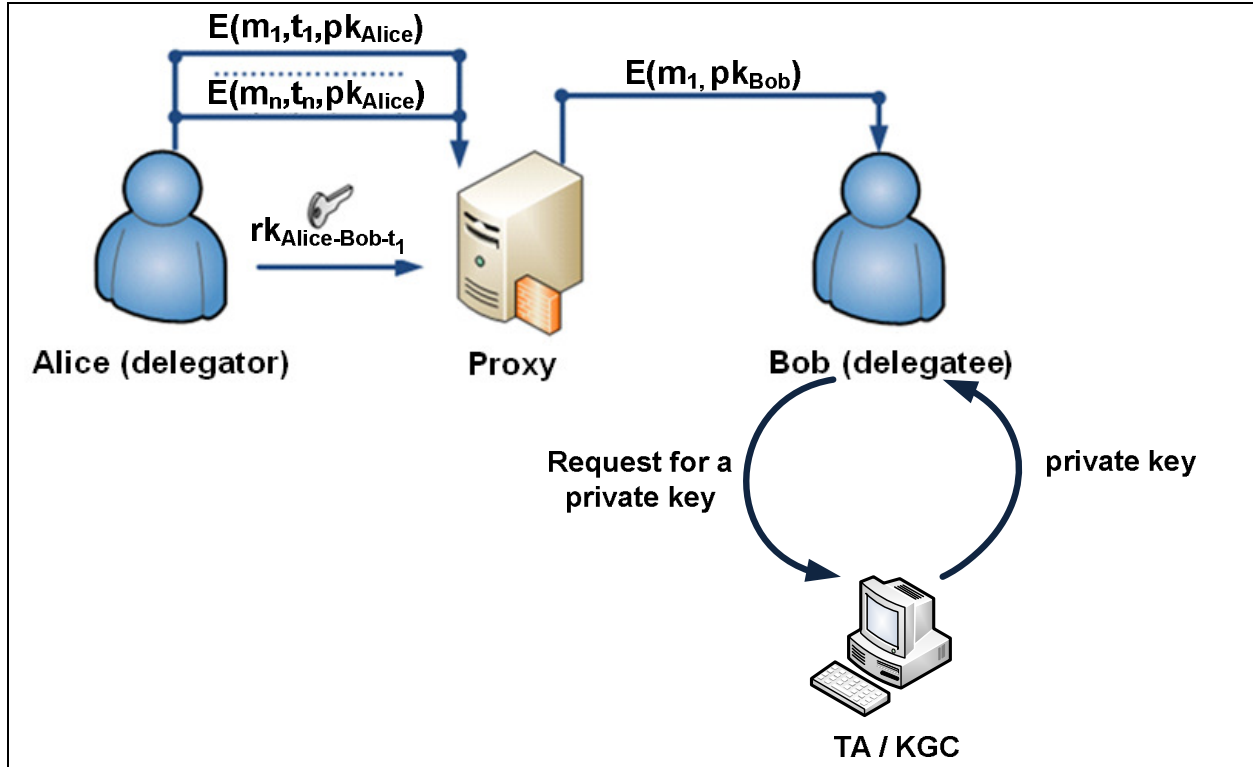 E(m₁,t₁,pkAlice)
E(mₙ,tₙ,pkAlice)
E(m₁, pkBob)
rkAlice-Bob-t₁
Alice (delegator)
Proxy
Bob (delegatee)
Request for a
private key
private key
TA / KGC